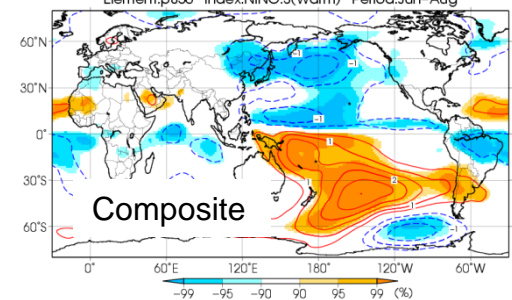 Element:psi850 Index:NINO.3(warm) Period:Jun-Aug
60°N
30°N
0°
30°S
60°S
-1
-1
-1
1
2
1
-1
Composite
0° 60°E 120°E 180° 120°W 60°W
-99 -95 -90 90 95 99 (%)